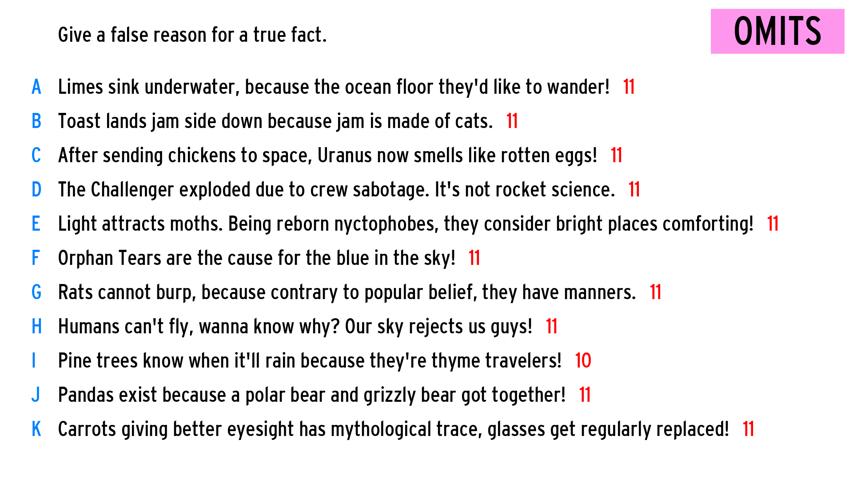 Give a false reason for a true fact.
OMITS
A Limes sink underwater, because the ocean floor they'd like to wander! 11
B Toast lands jam side down because jam is made of cats. 11
C After sending chickens to space, Uranus now smells like rotten eggs! 11
D The Challenger exploded due to crew sabotage. It's not rocket science. 11
E Light attracts moths. Being reborn nyctophobes, they consider bright places comforting! 11
F Orphan Tears are the cause for the blue in the sky! 11
G Rats cannot burp, because contrary to popular belief, they have manners. 11
H Humans can't fly, wanna know why? Our sky rejects us guys! 11
I Pine trees know when it'll rain because they're thyme travelers! 10
J Pandas exist because a polar bear and grizzly bear got together! 11
K Carrots giving better eyesight has mythological trace, glasses get regularly replaced! 11